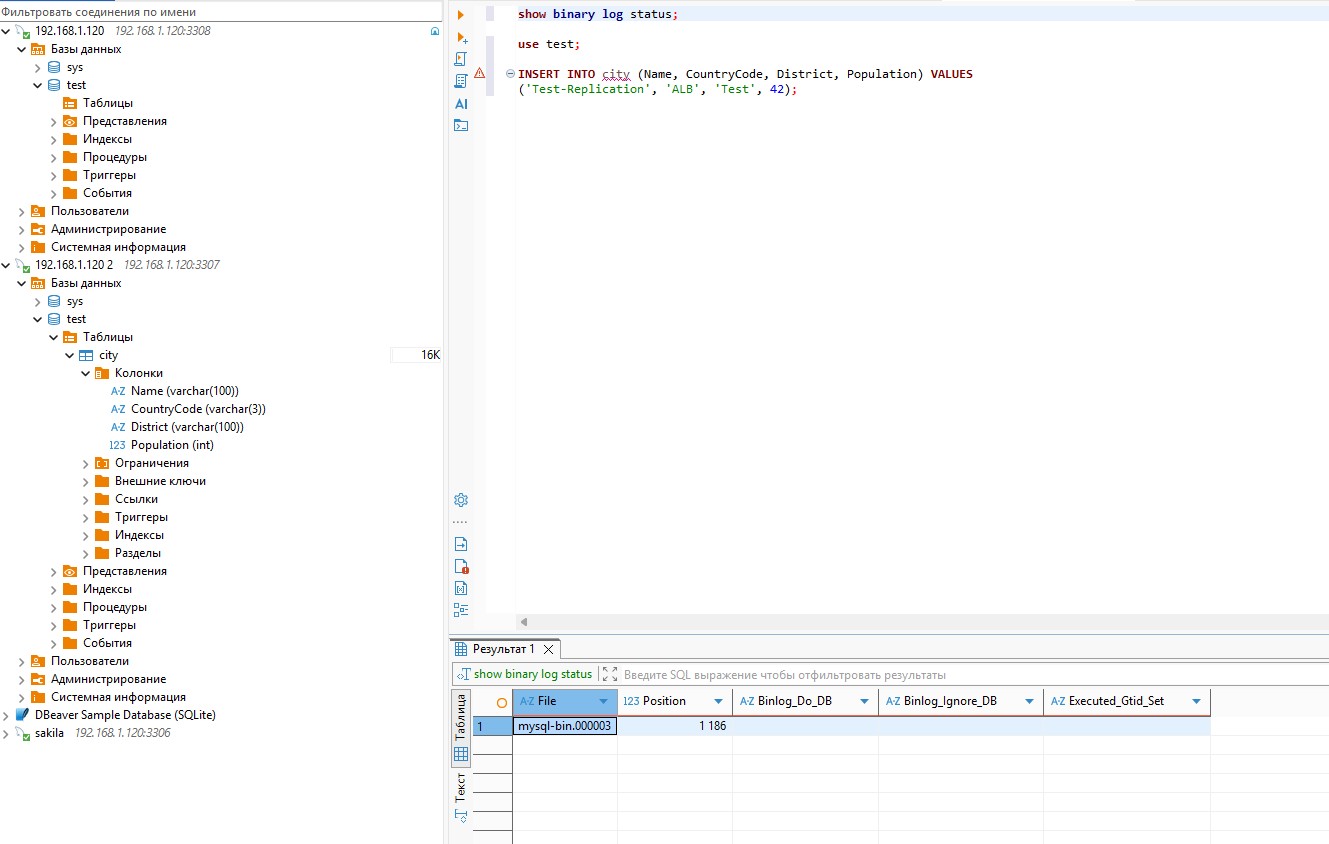 Фильтровать соединения по имени
192.168.1.120 192.168.1.120:3308
Базы данных
sys
test
Таблицы
Представления
Индексы
Процедуры
Триггеры
События
Пользователи
Администрирование
Системная информация
192.168.1.120 2 192.168.1.120:3307
Базы данных
sys
test
Таблицы
city 16K
Колонки
A-Z Name (varchar(100))
A-Z CountryCode (varchar(3))
A-Z District (varchar(100))
123 Population (int)
Ограничения
Внешние ключи
Ссылки
Триггеры
Индексы
Разделы
Представления
Индексы
Процедуры
Триггеры
События
Пользователи
Администрирование
Системная информация
DBeaver Sample Database (SQLite)
sakila 192.168.1.120:3306
AI
show binary log status;
use test;
INSERT INTO city (Name, CountryCode, District, Population) VALUES
('Test-Replication', 'ALB', 'Test', 42);
Результат 1
show binary log status Введите SQL выражение чтобы отфильтровать результаты
Таблица
Текст
A-Z File 123 Position A-Z Binlog_Do_DB A-Z Binlog_Ignore_DB A-Z Executed_Gtid_Set
1 mysql-bin.000003 1 186